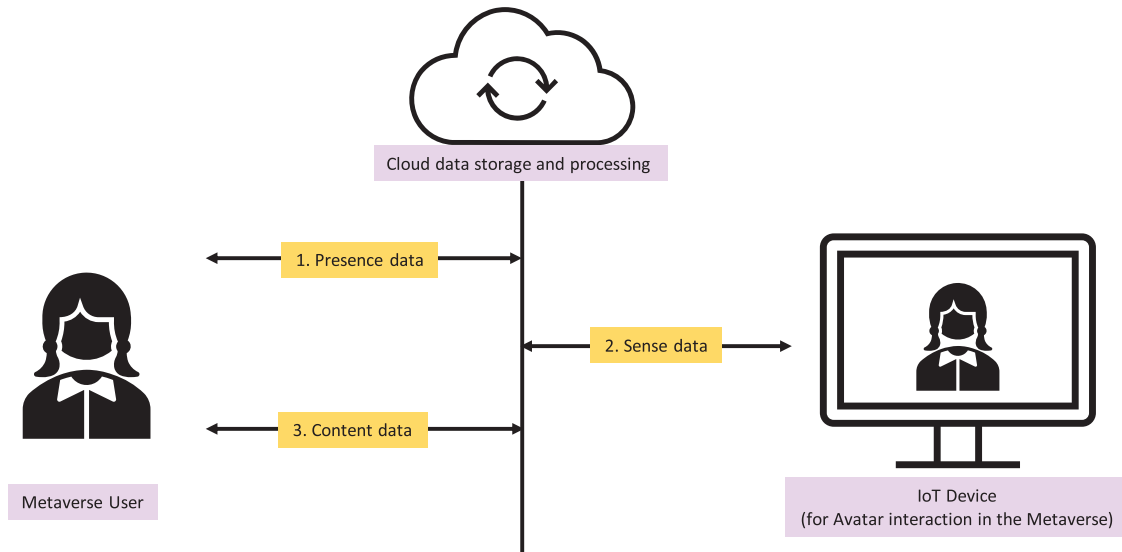 Cloud data storage and processing
1. Presence data
2. Sense data
3. Content data
Metaverse User
IoT Device
(for Avatar interaction in the Metaverse)